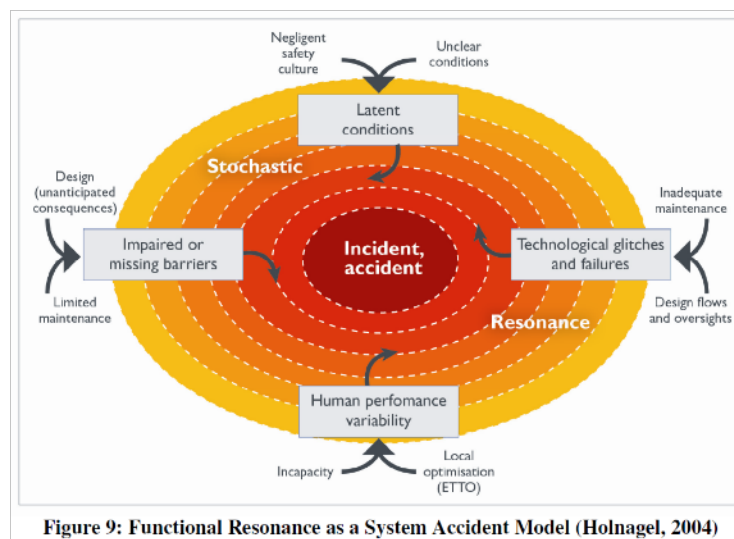 Negligent
safety
culture
Unclear
conditions
Latent
conditions
Stochastic
Design
(unanticipated
consequences)
Inadequate
maintenance
Impaired or
missing barriers
Incident,
accident
Technological glitches
and failures
Limited
maintenance
Design flows
and oversights
Resonance
Human perfomance
variability
Incapacity
Local
optimisation
(ETTO)
Figure 9: Functional Resonance as a System Accident Model (Holnagel, 2004)